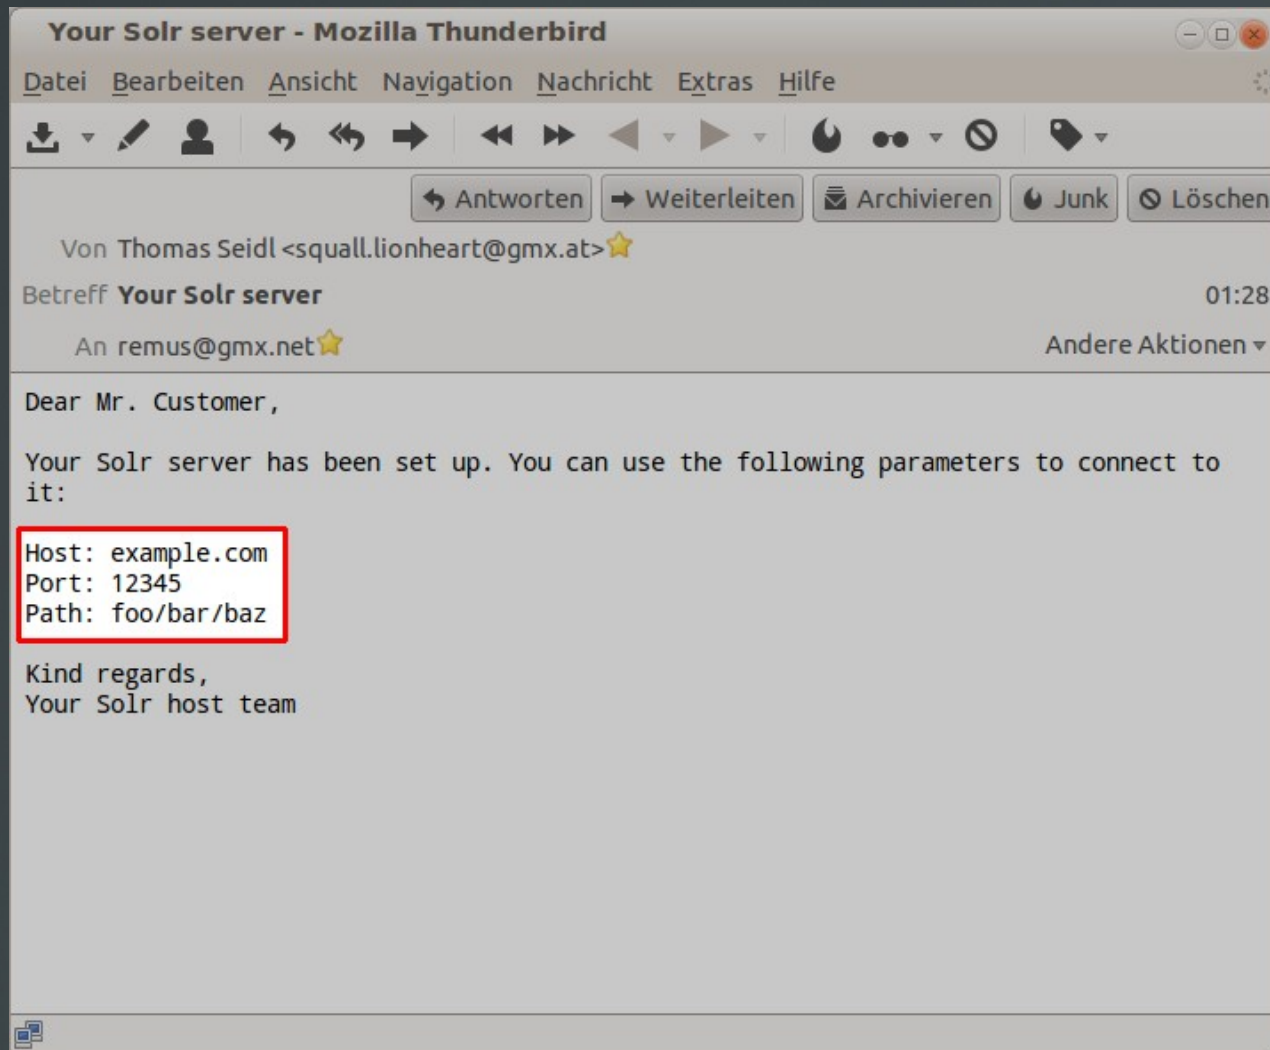 Your Solr server - Mozilla Thunderbird
Datei Bearbeiten Ansicht Navigation Nachricht Extras Hilfe
Antworten Weiterleiten Archivieren Junk Löschen
Von Thomas Seidl <squall.lionheart@gmx.at>
Betreff Your Solr server 01:28
An remus@gmx.net Andere Aktionen
Dear Mr. Customer,
Your Solr server has been set up. You can use the following parameters to connect to
it:
Host: example.com
Port: 12345
Path: foo/bar/baz
Kind regards,
Your Solr host team